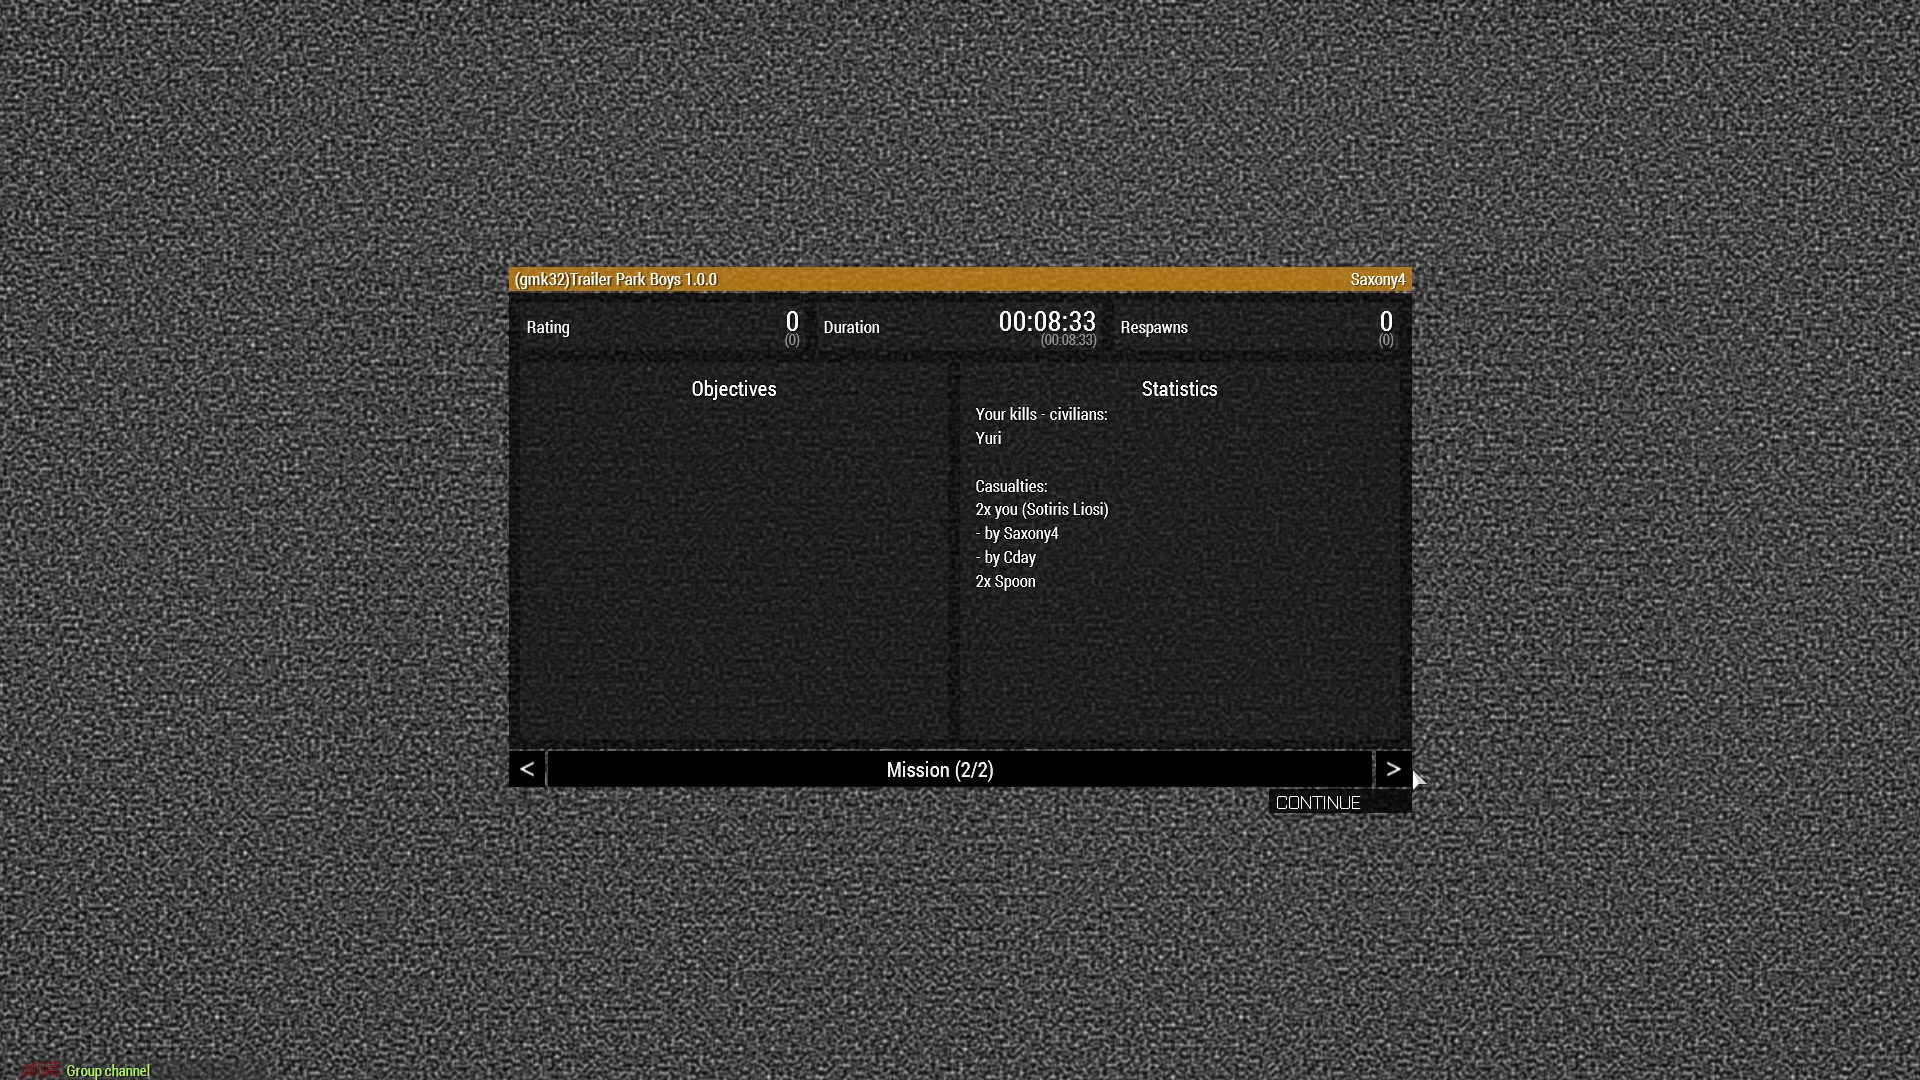 (gmk32)Trailer Park Boys 1.0.0 Saxony4
Rating 0 (0) Duration 00:08:33 (00:08:33) Respawns 0 (0)
Objectives
Statistics
Your kills - civilians:
Yuri
Casualties:
2x you (Sotiris Liosi)
- by Saxony4
- by Cday
2x Spoon
< Mission (2/2) >
CONTINUE
Group channel